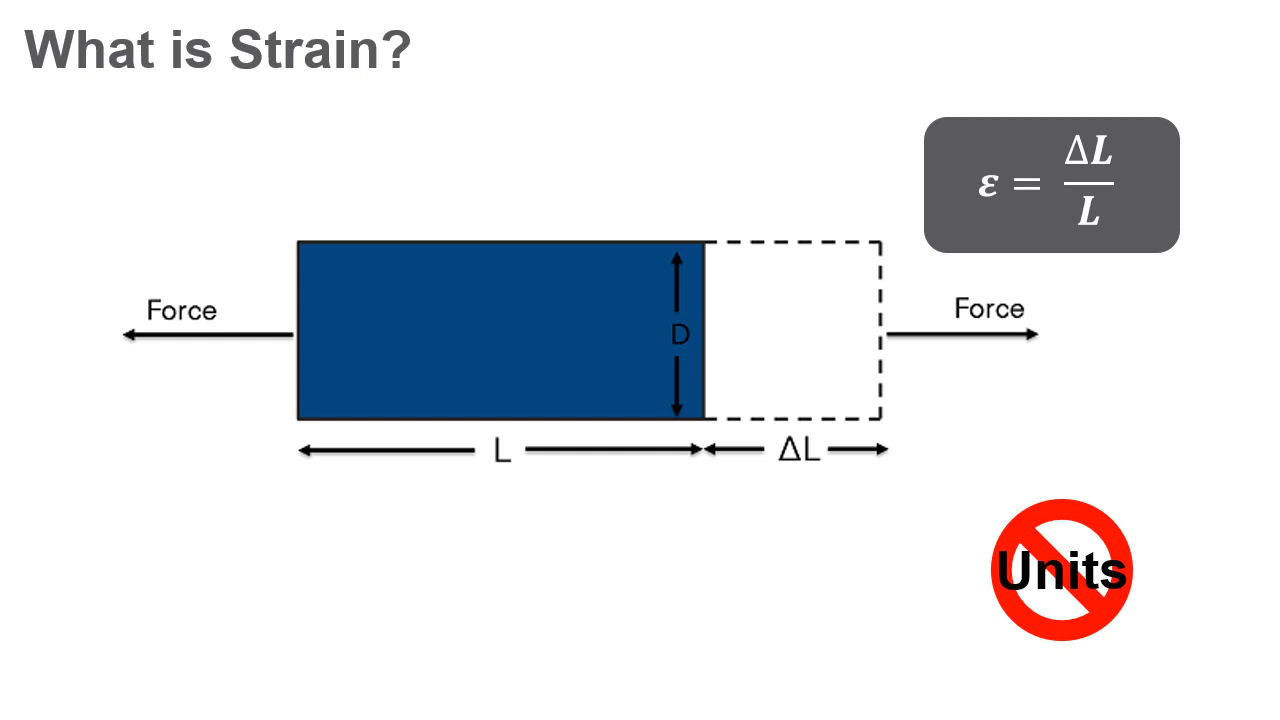 What is Strain?
ε = ΔL/L
Force
Force
D
L
ΔL
Units